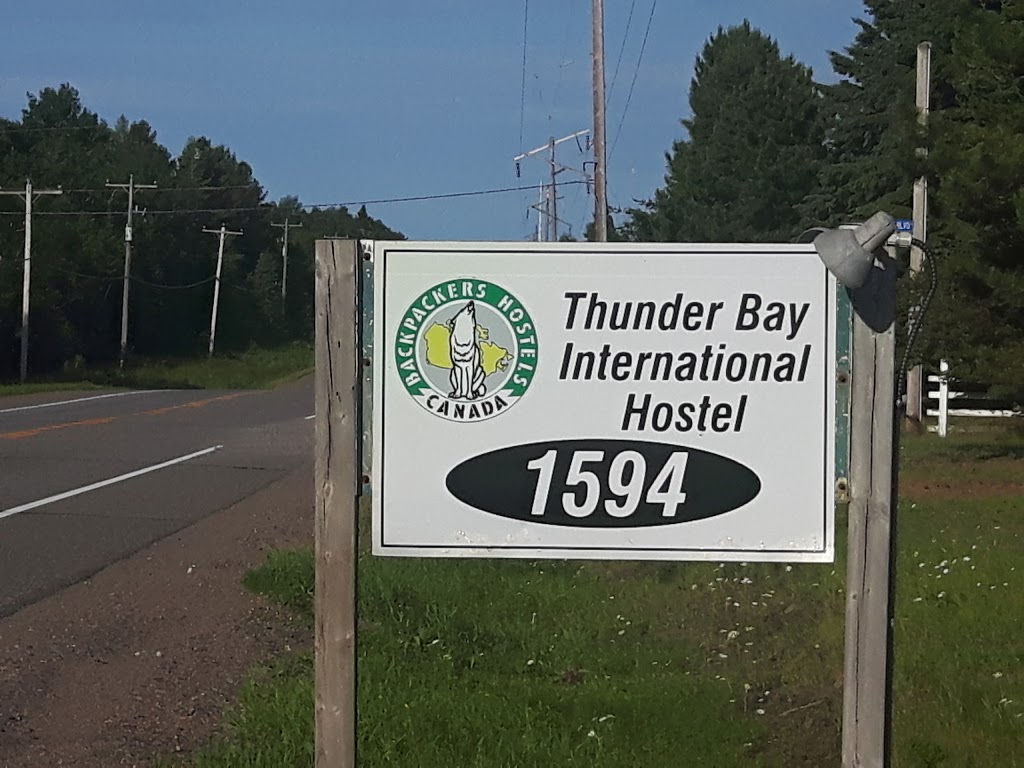 BACKPACKERS HOSTELS
CANADA
Thunder Bay
International
Hostel
1594